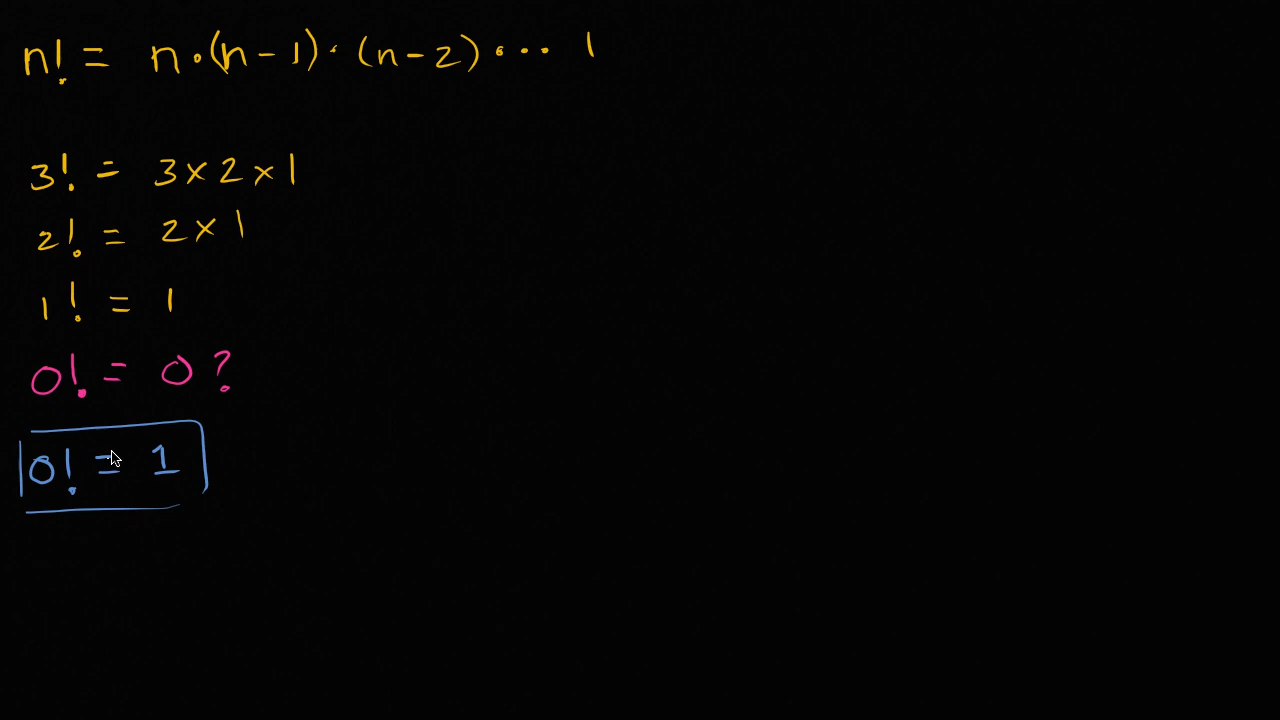 n! = n·(n-1)·(n-2)·... 1
3! = 3×2×1
2! = 2×1
1! = 1
0! = 0?
0! = 1